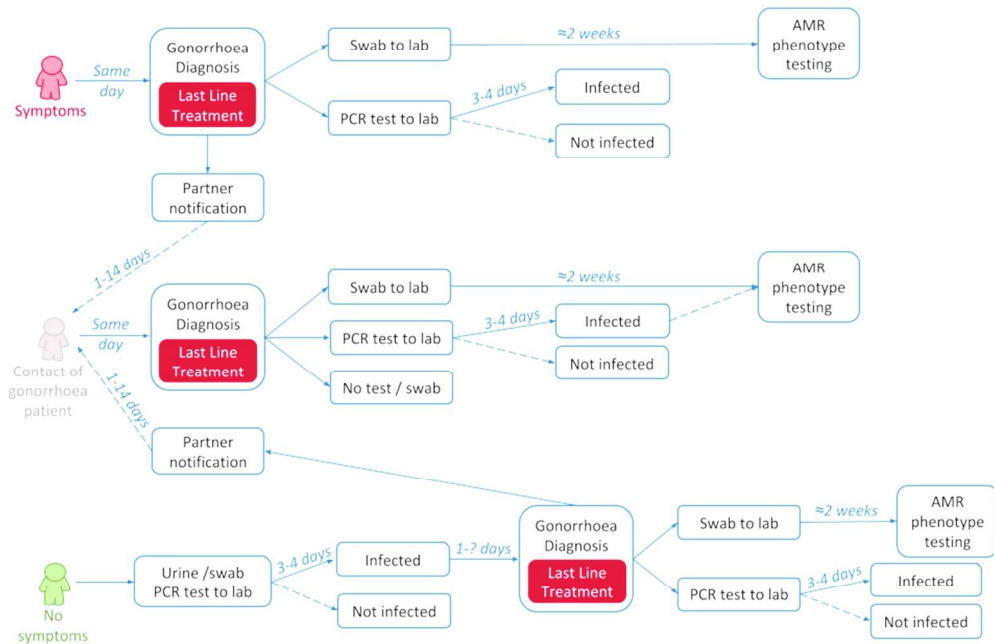 Symptoms
Same
day
Gonorrhoea
Diagnosis
Last Line
Treatment
Swab to lab
≈2 weeks
AMR
phenotype
testing
PCR test to lab
3-4 days
Infected
Not infected
Partner
notification
1-14 days
Contact of
gonorrhoea
patient
Same
day
Gonorrhoea
Diagnosis
Last Line
Treatment
Swab to lab
≈2 weeks
AMR
phenotype
testing
PCR test to lab
3-4 days
Infected
Not infected
No test / swab
1-14 days
Partner
notification
No
symptoms
Urine /swab
PCR test to lab
3-4 days
Infected
Not infected
1-? days
Gonorrhoea
Diagnosis
Last Line
Treatment
Swab to lab
≈2 weeks
AMR
phenotype
testing
PCR test to lab
3-4 days
Infected
Not infected